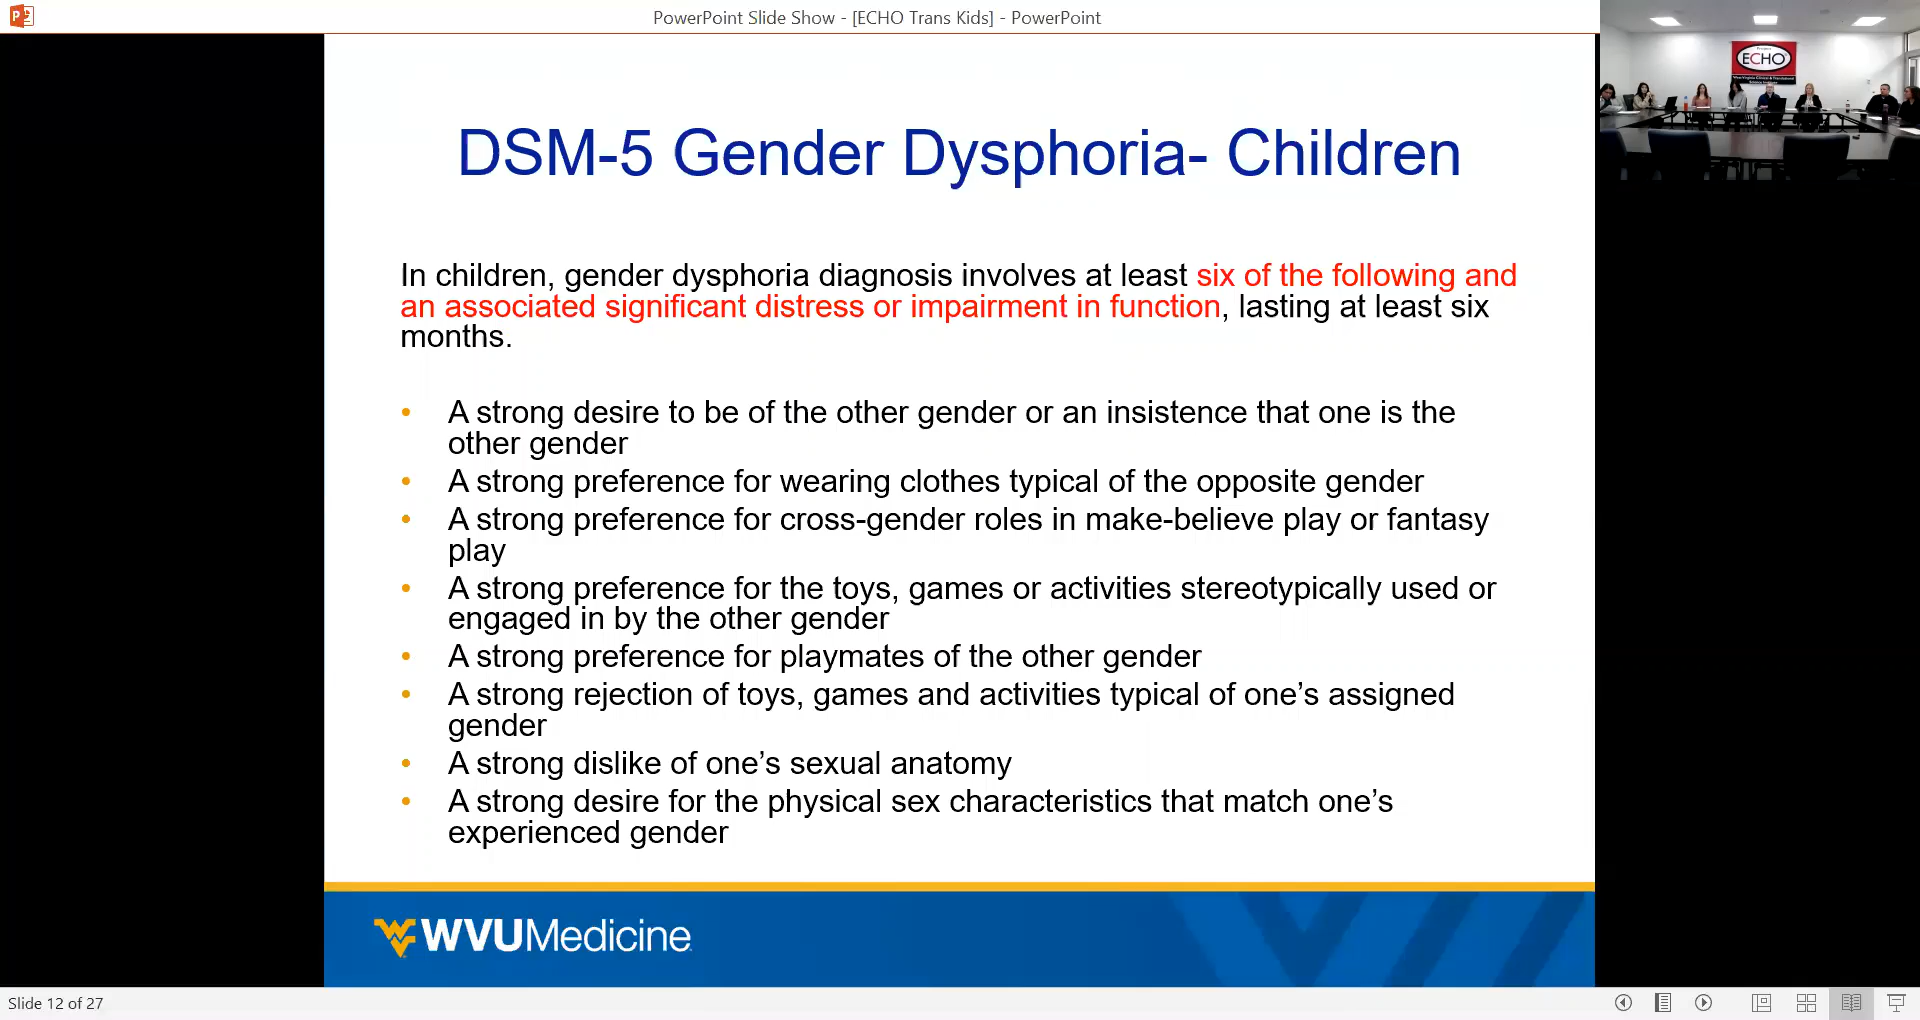 PowerPoint Slide Show - [ECHO Trans Kids] - PowerPoint
ECHO
DSM-5 Gender Dysphoria- Children
In children, gender dysphoria diagnosis involves at least six of the following and
an associated significant distress or impairment in function, lasting at least six
months.
• A strong desire to be of the other gender or an insistence that one is the
other gender
• A strong preference for wearing clothes typical of the opposite gender
• A strong preference for cross-gender roles in make-believe play or fantasy
play
• A strong preference for the toys, games or activities stereotypically used or
engaged in by the other gender
• A strong preference for playmates of the other gender
• A strong rejection of toys, games and activities typical of one’s assigned
gender
• A strong dislike of one’s sexual anatomy
• A strong desire for the physical sex characteristics that match one’s
experienced gender
WVUMedicine
Slide 12 of 27